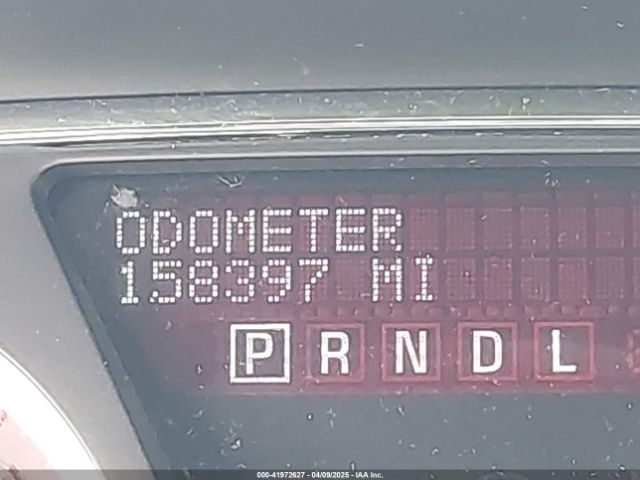 ODOMETER
158397 MI
P R N D L
000-41972627 - 04/09/2025 - IAA Inc.